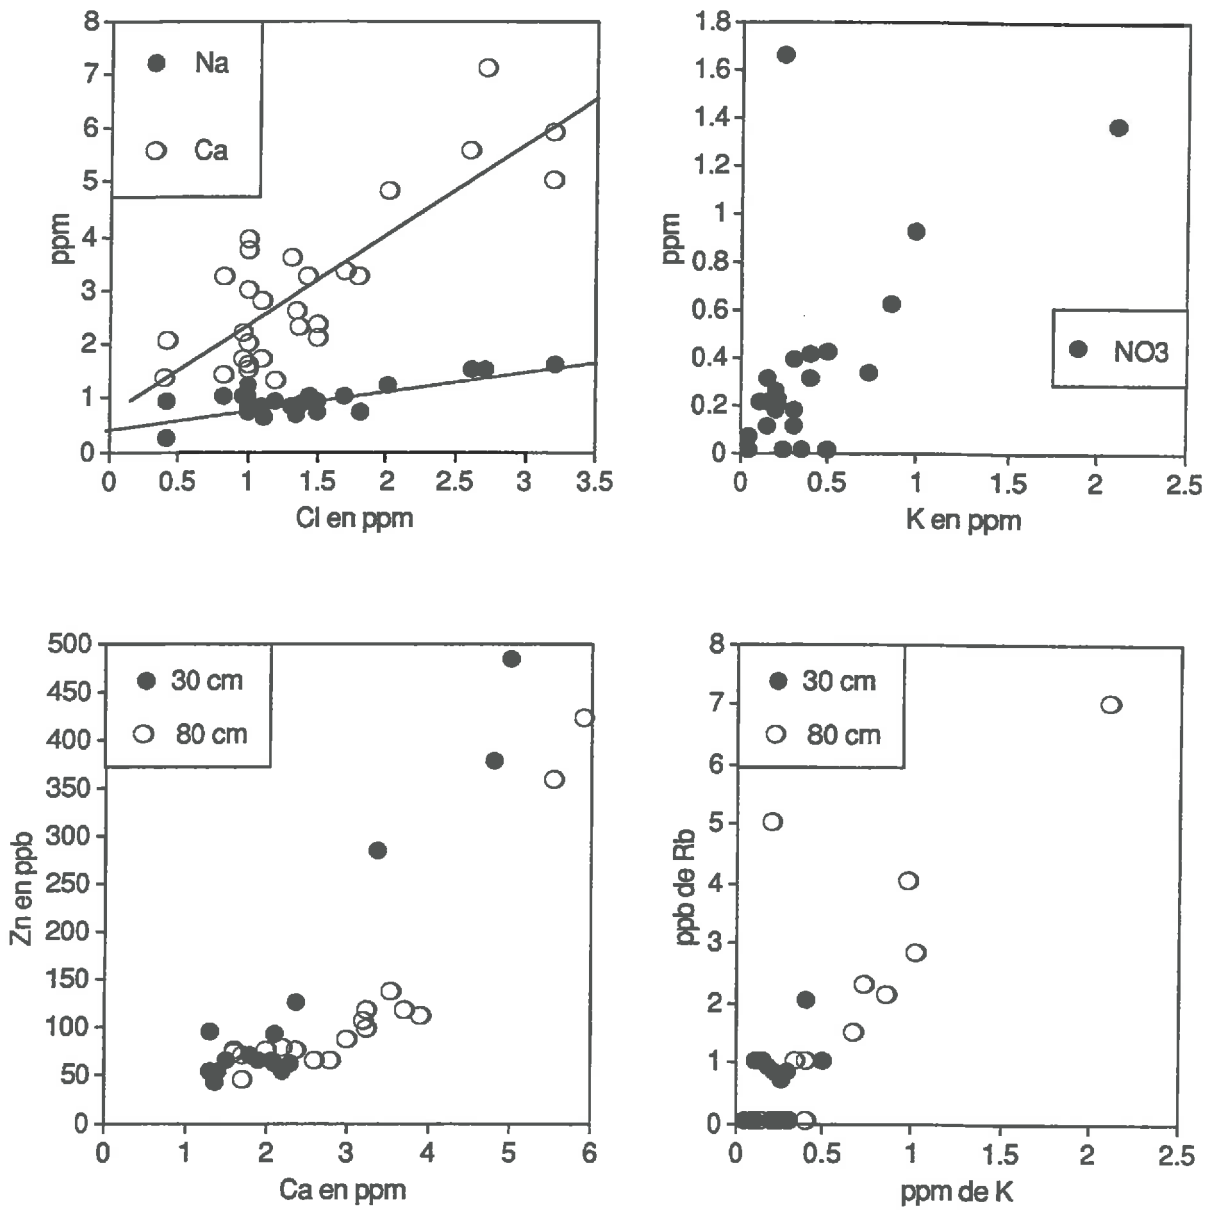 8
7
6
5
4
3
2
1
0
ppm
Na
Ca
0 0.5 1 1.5 2 2.5 3 3.5
Cl en ppm
1.8
1.6
1.4
1.2
1
0.8
0.6
0.4
0.2
0
ppm
NO3
0 0.5 1 1.5 2 2.5
K en ppm
500
450
400
350
300
250
200
150
100
50
0
Zn en ppb
30 cm
80 cm
0 1 2 3 4 5 6
Ca en ppm
8
7
6
5
4
3
2
1
0
ppb de Rb
30 cm
80 cm
0 0.5 1 1.5 2 2.5
ppm de K